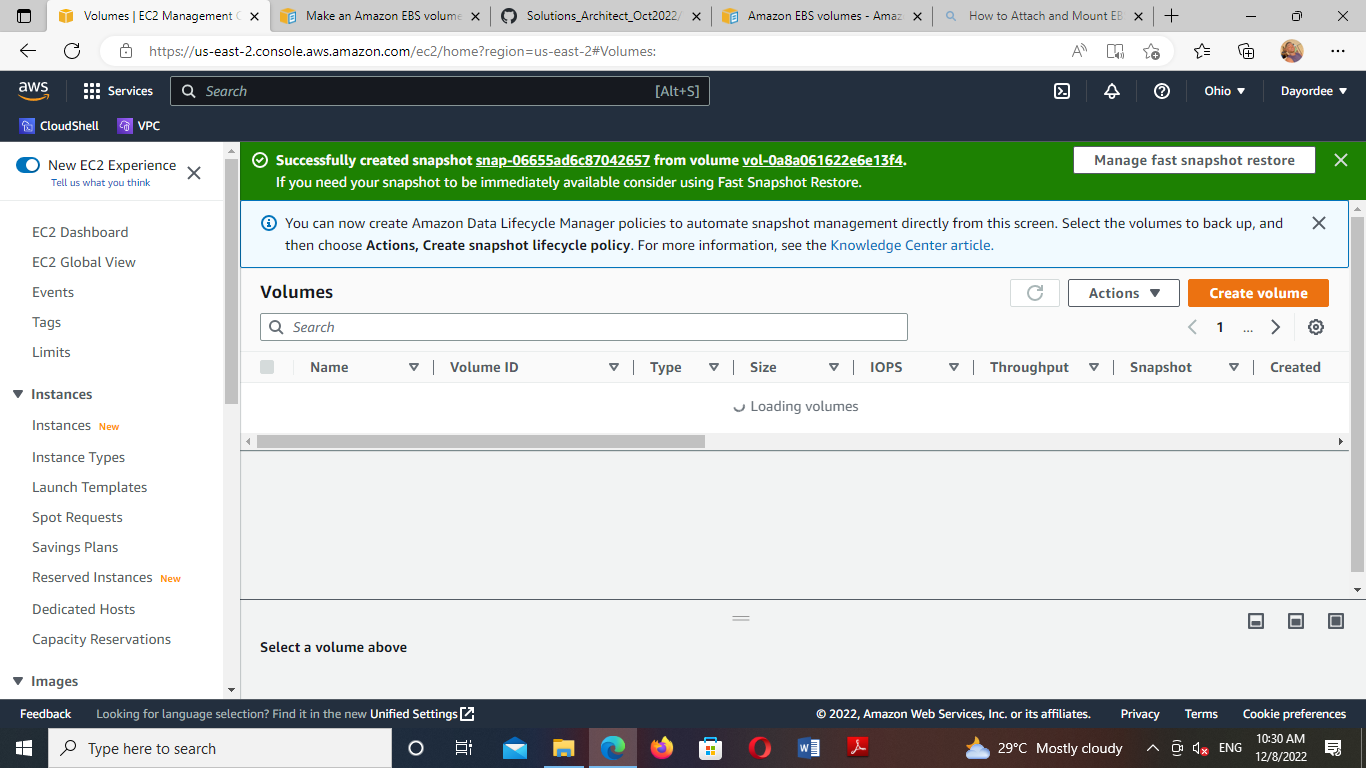 Volumes | EC2 Management C
Make an Amazon EBS volume
Solutions_Architect_Oct2022/
Amazon EBS volumes - Amaz
How to Attach and Mount EB
https://us-east-2.console.aws.amazon.com/ec2/home?region=us-east-2#Volumes:
aws
Services
Search
[Alt+S]
Ohio
Dayordee
CloudShell
VPC
New EC2 Experience
Tell us what you think
EC2 Dashboard
EC2 Global View
Events
Tags
Limits
Instances
Instances New
Instance Types
Launch Templates
Spot Requests
Savings Plans
Reserved Instances New
Dedicated Hosts
Capacity Reservations
Images
Successfully created snapshot snap-06655ad6c87042657 from volume vol-0a8a061622e6e13f4.
If you need your snapshot to be immediately available consider using Fast Snapshot Restore.
Manage fast snapshot restore
You can now create Amazon Data Lifecycle Manager policies to automate snapshot management directly from this screen. Select the volumes to back up, and
then choose Actions, Create snapshot lifecycle policy. For more information, see the Knowledge Center article.
Volumes
Actions
Create volume
Search
1 ...
Name Volume ID Type Size IOPS Throughput Snapshot Created
Loading volumes
Select a volume above
Feedback
Looking for language selection? Find it in the new Unified Settings
© 2022, Amazon Web Services, Inc. or its affiliates.
Privacy
Terms
Cookie preferences
Type here to search
29°C Mostly cloudy
ENG
10:30 AM
12/8/2022